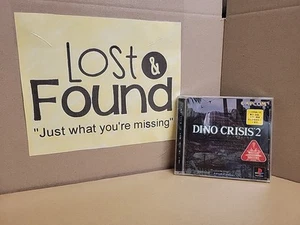 Lost &
Found
"Just what you're missing"
CAPCOM
DINO CRISIS 2